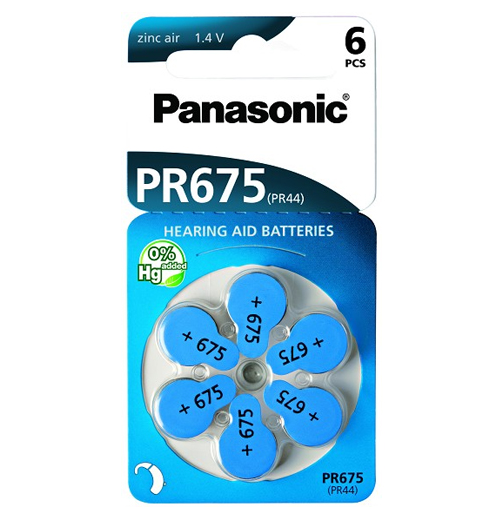 zinc air 1.4 V
6
PCS
Panasonic®
PR675 (PR44)
HEARING AID BATTERIES
0%
Hg added
+ 675
+ 675
+ 675
+ 675
+ 675
+ 675
PR675
(PR44)